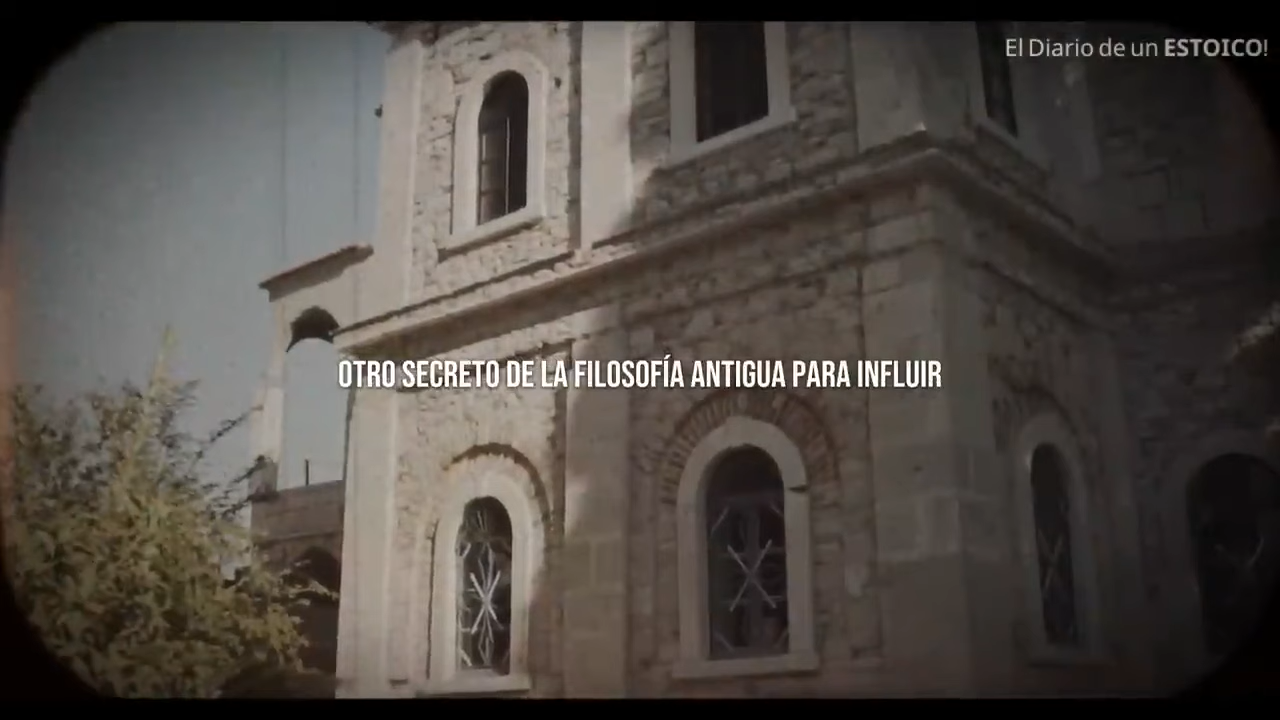 El Diario de un ESTOICO!
OTRO SECRETO DE LA FILOSOFÍA ANTIGUA PARA INFLUIR